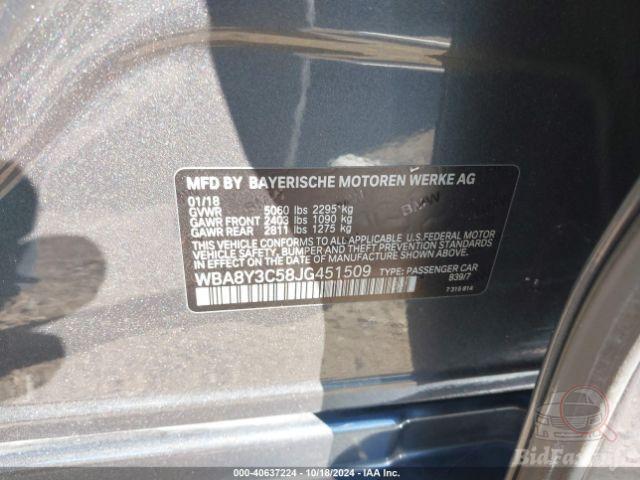 MFD BY BAYERISCHE MOTOREN WERKE AG
01/18
GVWR 5060 lbs 2295 kg
GAWR FRONT 2403 lbs 1090 kg
GAWR REAR 2811 lbs 1275 kg
THIS VEHICLE CONFORMS TO ALL APPLICABLE U.S. FEDERAL MOTOR
VEHICLE SAFETY, BUMPER AND THEFT PREVENTION STANDARDS
IN EFFECT ON THE DATE OF MANUFACTURE SHOWN ABOVE.
WBA8Y3C58JG451509 TYPE: PASSENGER CAR
839/7
7 319 814
000-40637224 | 10/18/2024 | IAA Inc.